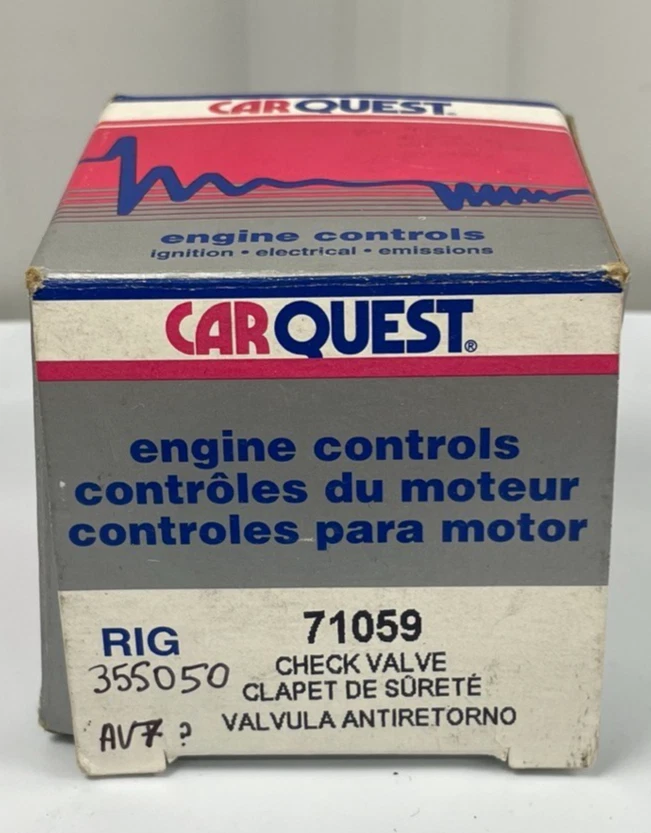 CARQUEST.
engine controls
ignition • electrical • emissions
CARQUEST®
engine controls
contrôles du moteur
controles para motor
RIG 71059
355050 CHECK VALVE
CLAPET DE SÛRETÉ
AV7 ? VALVULA ANTIRETORNO